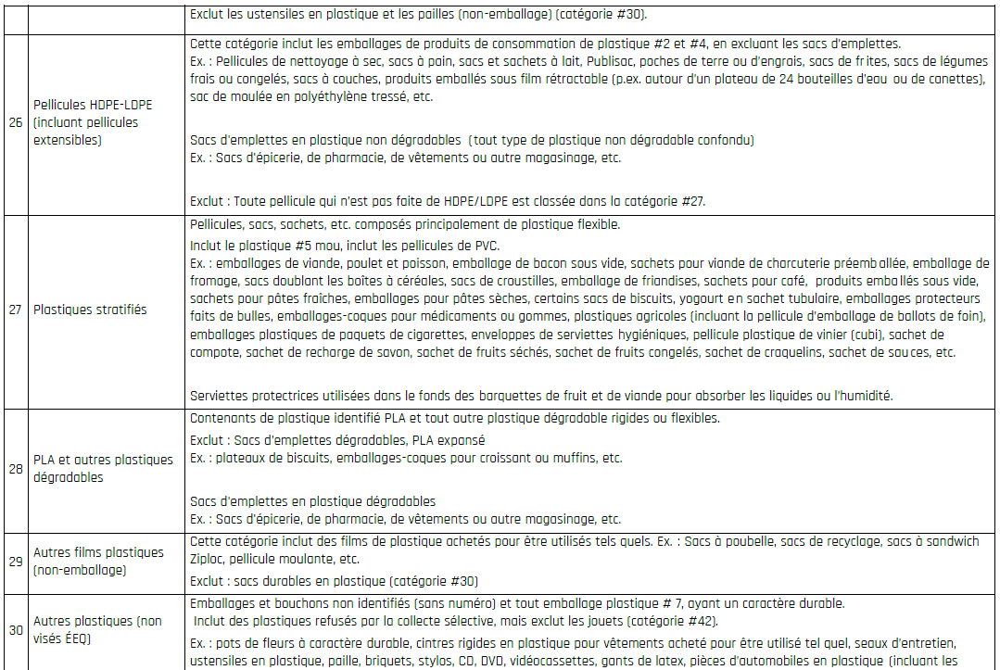 Exclut les ustensiles en plastique et les pailles (non-emballage) (catégorie #30).
26
Pellicules HDPE-LDPE
(incluant pellicules
extensibles)
Cette catégorie inclut les emballages de produits de consommation de plastique #2 et #4, en excluant les sacs d'emplettes.
Ex. : Pellicules de nettoyage à sec, sacs à pain, sacs et sachets à lait, Publisac, poches de terre ou d'engrais, sacs de frites, sacs de légumes
frais ou congelés, sacs à couches, produits emballés sous film rétractable (p.ex. autour d'un plateau de 24 bouteilles d'eau ou de canettes),
sac de moulée en polyéthylène tressé, etc.
Sacs d'emplettes en plastique non dégradables (tout type de plastique non dégradable confondu)
Ex. : Sacs d'épicerie, de pharmacie, de vêtements ou autre magasinage, etc.
Exclut : Toute pellicule qui n'est pas faite de HDPE/LDPE est classée dans la catégorie #27.
27
Plastiques stratifiés
Pellicules, sacs, sachets, etc. composés principalement de plastique flexible.
Inclut le plastique #5 mou, inclut les pellicules de PVC.
Ex. : emballages de viande, poulet et poisson, emballage de bacon sous vide, sachets pour viande de charcuterie préemballée, emballage de
fromage, sacs doublant les boîtes à céréales, sacs de croustilles, emballage de friandises, sachets pour café, produits emballés sous vide,
sachets pour pâtes fraîches, emballages pour pâtes sèches, certains sacs de biscuits, yogourt en sachet tubulaire, emballages protecteurs
faits de bulles, emballages-coques pour médicaments ou gommes, plastiques agricoles (incluant la pellicule d'emballage de ballots de foin),
emballages plastiques de paquets de cigarettes, enveloppes de serviettes hygiéniques, pellicule plastique de vinier (cubi), sachet de
compote, sachet de recharge de savon, sachet de fruits séchés, sachet de fruits congelés, sachet de craquelins, sachet de sauces, etc.
Serviettes protectrices utilisées dans le fonds des barquettes de fruit et de viande pour absorber les liquides ou l'humidité.
28
PLA et autres plastiques
dégradables
Contenants de plastique identifié PLA et tout autre plastique dégradable rigides ou flexibles.
Exclut : Sacs d'emplettes dégradables, PLA expansé
Ex. : plateaux de biscuits, emballages-coques pour croissant ou muffins, etc.
Sacs d'emplettes en plastique dégradables
Ex. : Sacs d'épicerie, de pharmacie, de vêtements ou autre magasinage, etc.
29
Autres films plastiques
(non-emballage)
Cette catégorie inclut des films de plastique achetés pour être utilisés tels quels. Ex. : Sacs à poubelle, sacs de recyclage, sacs à sandwich
Ziploc, pellicule moulante, etc.
Exclut : sacs durables en plastique (catégorie #30)
30
Autres plastiques (non
visés ÉEQ)
Emballages et bouchons non identifiés (sans numéro) et tout emballage plastique # 7, ayant un caractère durable.
Inclut des plastiques refusés par la collecte sélective, mais exclut les jouets (catégorie #42).
Ex. : pots de fleurs à caractère durable, cintres rigides en plastique pour vêtements acheté pour être utilisé tel quel, seaux d'entretien,
ustensiles en plastique, paille, briquets, stylos, CD, DVD, vidéocassettes, gants de latex, pièces d'automobiles en plastique (incluant les